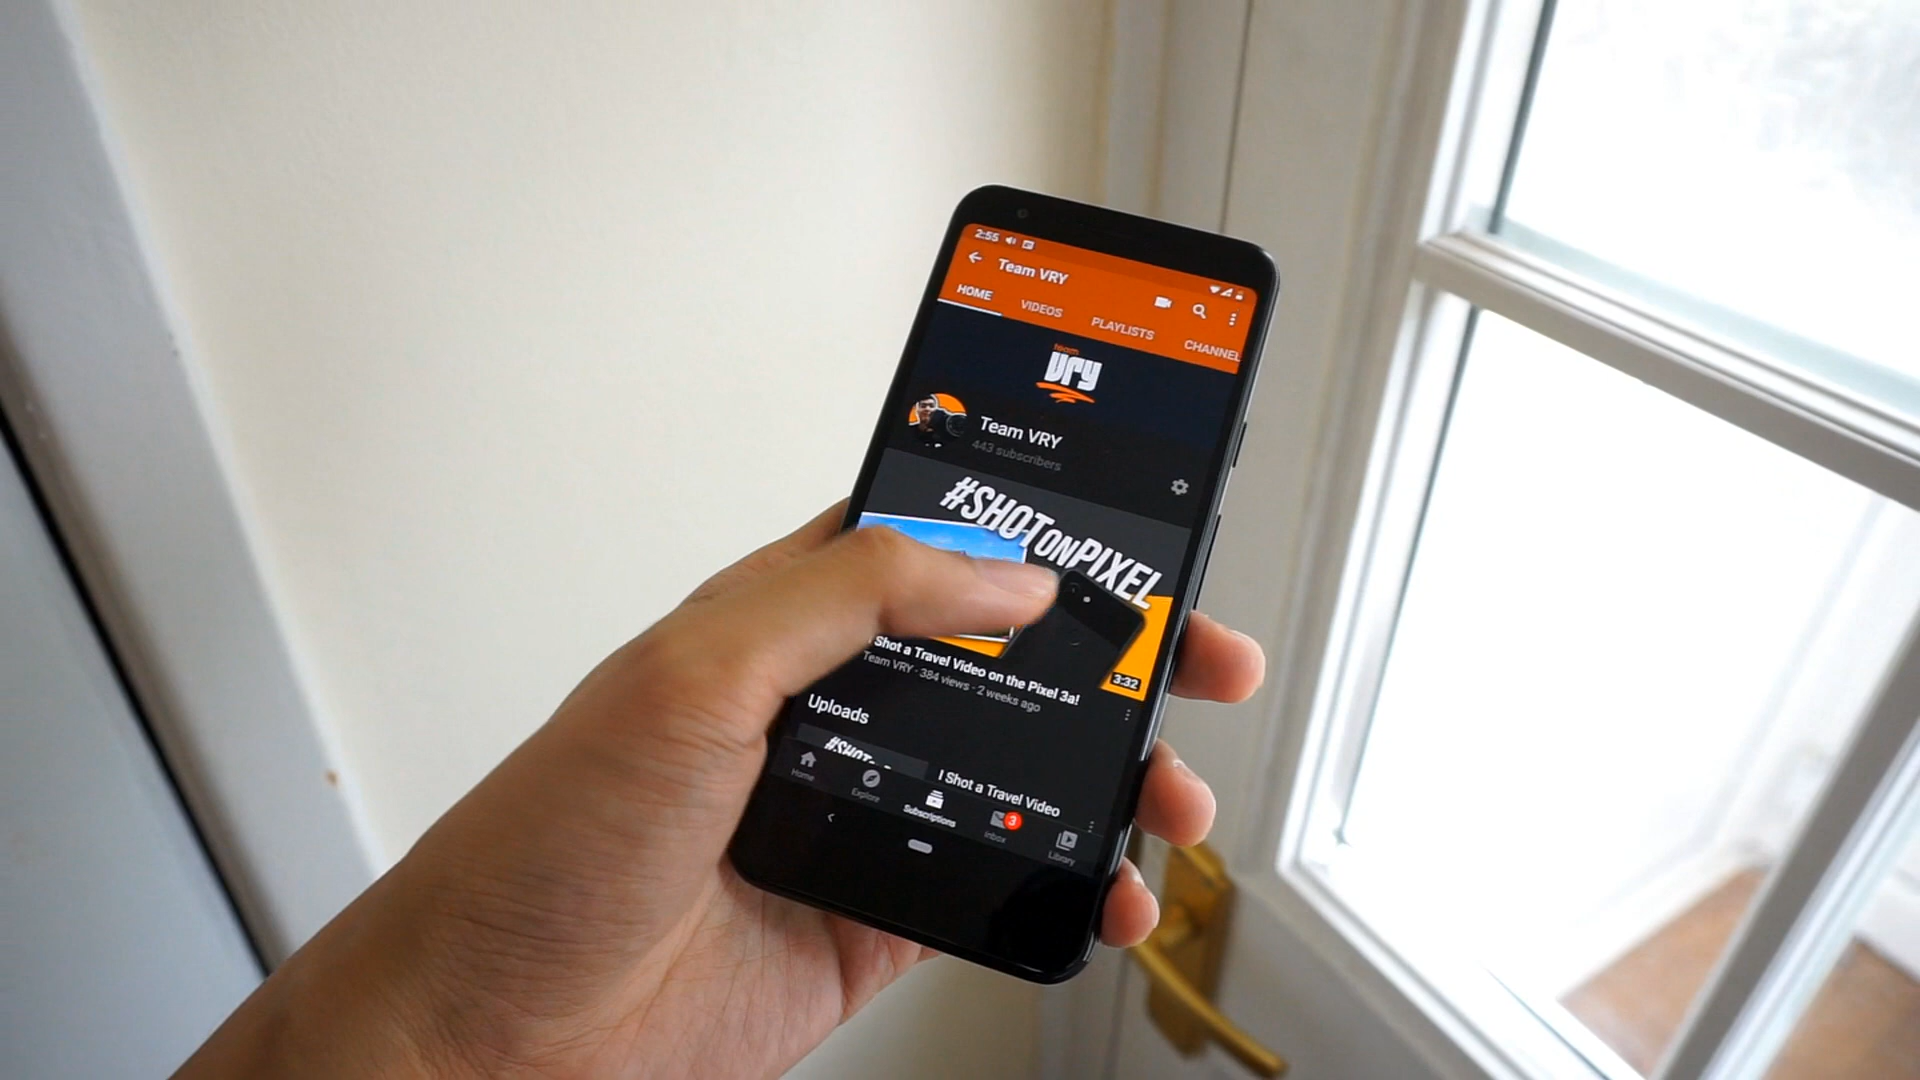 2:55
Team VRY
HOME VIDEOS PLAYLISTS CHANNEL
team
vry
Team VRY
443 subscribers
#SHOTONPIXEL
I Shot a Travel Video on the Pixel 3a!
Team VRY · 384 views · 2 weeks ago
3:32
Uploads
#SHOT
I Shot a Travel Video
Home Explore Subscriptions Inbox 3 Library